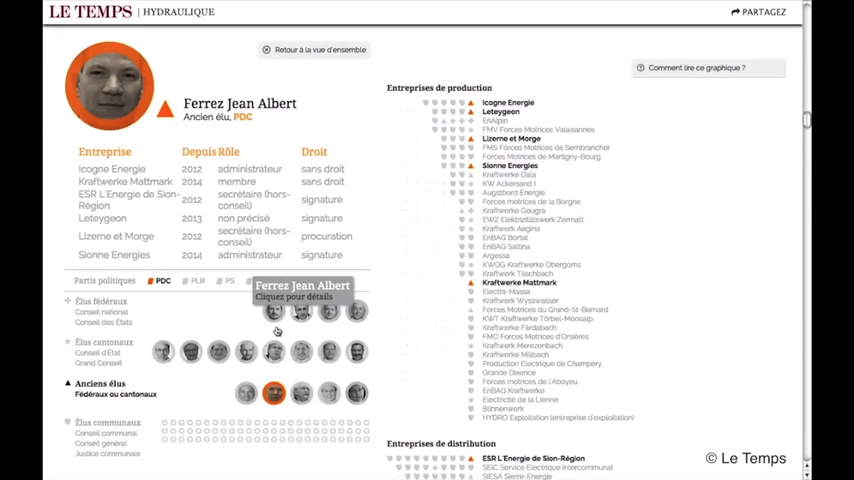 LE TEMPS | HYDRAULIQUE
PARTAGEZ
Retour à la vue d'ensemble
Comment lire ce graphique ?
Ferrez Jean Albert
Ancien élu, PDC
Entreprise Depuis Rôle Droit
Icogne Energie 2012 administrateur sans droit
Kraftwerke Mattmark 2014 membre sans droit
ESR L'Energie de Sion-Région 2012 secrétaire (hors-conseil) signature
Leteygeon 2013 non précisé signature
Lizerne et Morge 2012 secrétaire (hors-conseil) procuration
Sionne Energies 2014 administrateur signature
Partis politiques PDC PLR PS
Ferrez Jean Albert
Cliquez pour détails
Élus fédéraux
Conseil national
Conseil des États
Élus cantonaux
Conseil d'État
Grand Conseil
Anciens élus
Fédéraux ou cantonaux
Élus communaux
Conseil communal
Conseil général
Justice communale
Entreprises de production
Icogne Energie
Leteygeon
EnAlpin
FMV Forces Motrices Valaisannes
Lizerne et Morge
FMS Forces Motrices de Sembrancher
Forces Motrices de Martigny-Bourg
Sionne Energies
Kraftwerke Dala
KW Ackersand I
Augstbord Energie
Forces motrices de la Borgne
Kraftwerke Gougra
EWZ Elektrizitätswerk Zermatt
Kraftwerk Aegina
EnBAG Bortel
EnBAG Saltina
Argessa
KWOG Kraftwerke Obergoms
Kraftwerk Täschbach
Kraftwerke Mattmark
Electra-Massa
Kraftwerk Wysswasser
Forces Motrices du Grand-St-Bernard
KWT Kraftwerke Törbel-Moosalp
Kraftwerke Färdabach
FMO Forces Motrices d'Orsières
Kraftwerk Merezenbach
Kraftwerk Milibach
Production Electrique de Champéry
Grande Dixence
Forces motrices de l'Aboyeu
EnBAG Kraftwerke
Electricité de la Lienne
Bünnenwerk
HYDRO Exploitation (entreprise d'exploitation)
Entreprises de distribution
ESR L'Energie de Sion-Région
SEIC Service Electrique Intercommunal
SIESA Sierre-Energie
© Le Temps